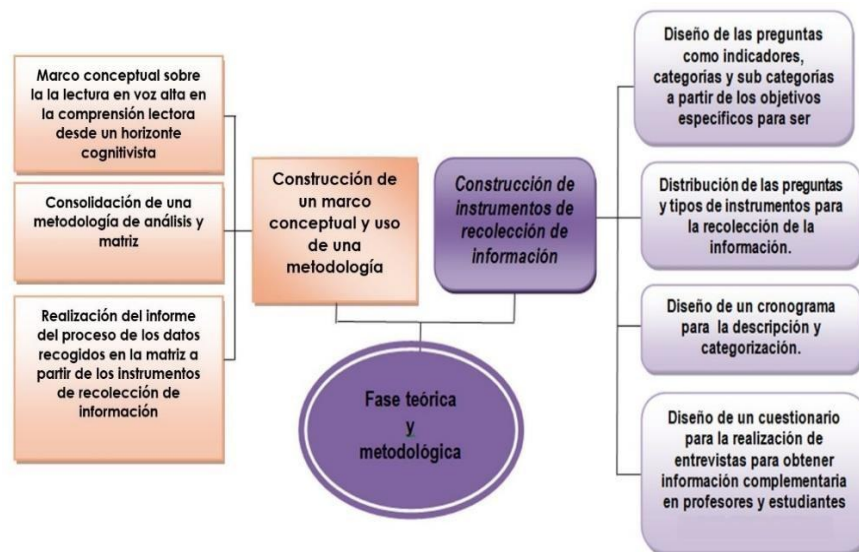 Marco conceptual sobre
la la lectura en voz alta en
la comprensión lectora
desde un horizonte
cognitivista
Consolidación de una
metodología de análisis y
matriz
Realización del informe
del proceso de los datos
recogidos en la matriz a
partir de los instrumentos
de recolección de
información
Construcción de
un marco
conceptual y uso
de una
metodología
Construcción de
instrumentos de
recolección de
información
Fase teórica
y
metodológica
Diseño de las preguntas
como indicadores,
categorías y sub categorías
a partir de los objetivos
específicos para ser
Distribución de las preguntas
y tipos de instrumentos para
la recolección de la
información.
Diseño de un cronograma
para la descripción y
categorización.
Diseño de un cuestionario
para la realización de
entrevistas para obtener
información complementaria
en profesores y estudiantes